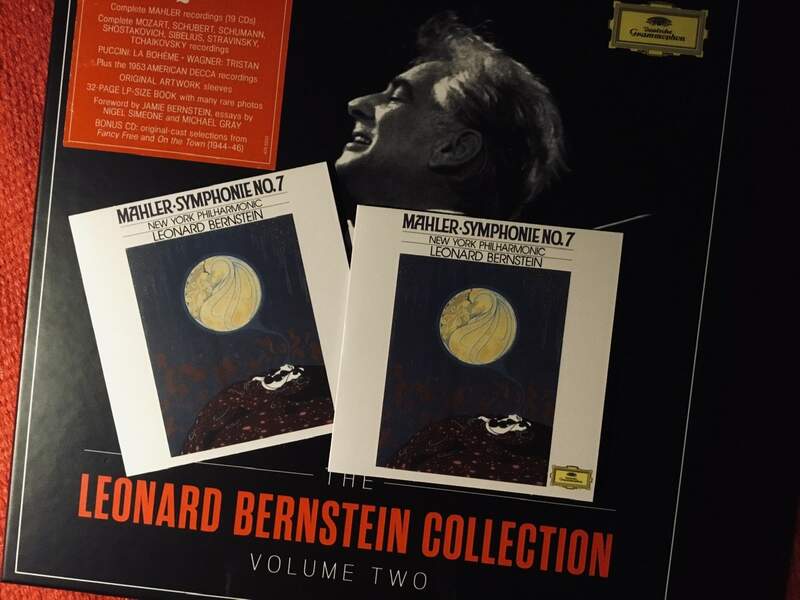 Complete MAHLER recordings (19 CDs)
Complete MOZART, SCHUBERT, SCHUMANN,
SHOSTAKOVICH, SIBELIUS, STRAVINSKY,
TCHAIKOVSKY recordings
PUCCINI: LA BOHÈME • WAGNER: TRISTAN
Plus the 1953 AMERICAN DECCA recordings
ORIGINAL ARTWORK sleeves
32-PAGE LP-SIZE BOOK with many rare photos
Foreword by JAMIE BERNSTEIN, essays by
NIGEL SIMEONE and MICHAEL GRAY
BONUS CD: original-cast selections from
Fancy Free and On the Town (1944-46)
Deutsche
Grammophon
MAHLER·SYMPHONIE NO.7
NEW YORK PHILHARMONIC
LEONARD BERNSTEIN
MAHLER·SYMPHONIE NO.7
NEW YORK PHILHARMONIC
LEONARD BERNSTEIN
THE
LEONARD BERNSTEIN COLLECTION
VOLUME TWO